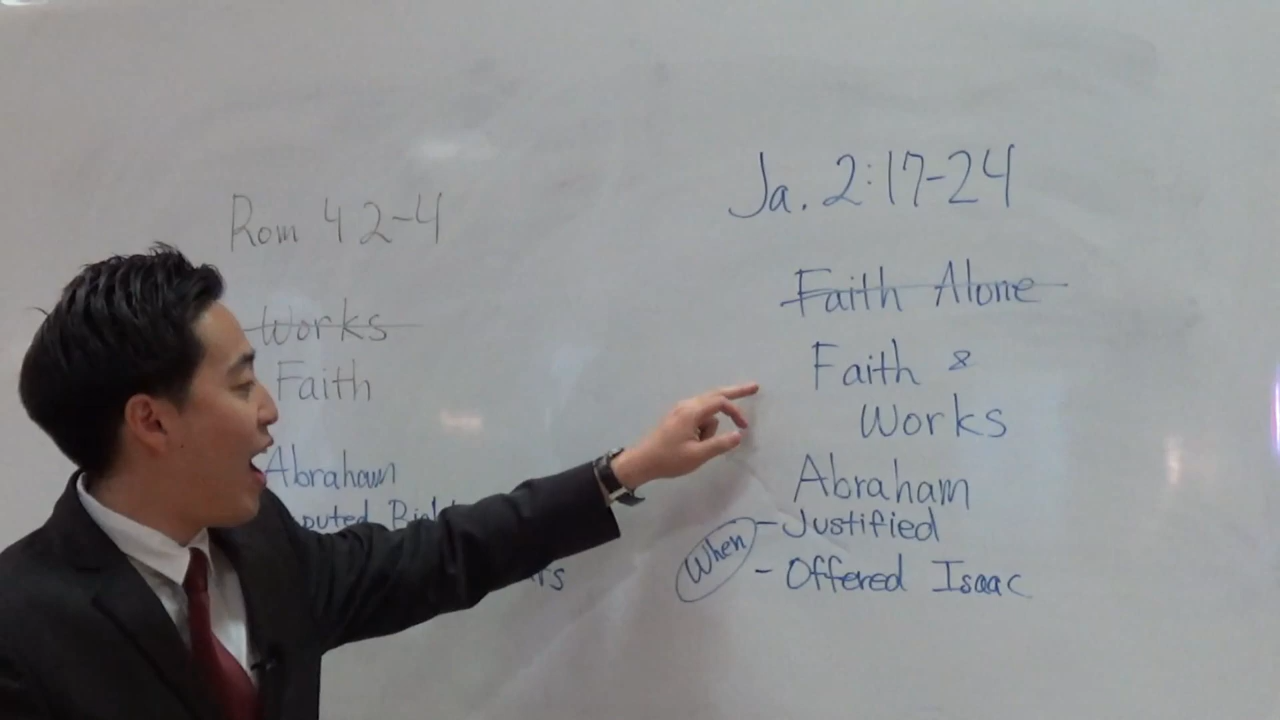 Rom 4 2-4
Works
Faith
Abraham
Ja. 2:17-24
Faith Alone
Faith &
Works
Abraham
When
- Justified
- Offered Isaac